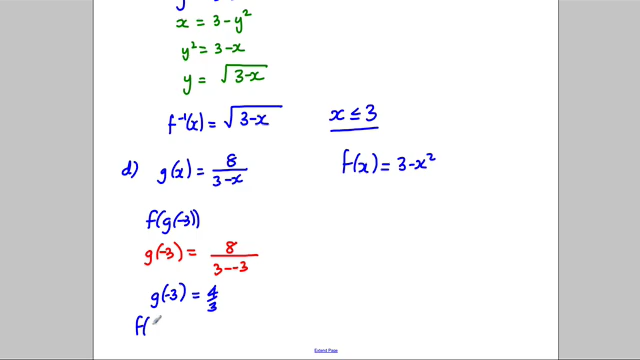 x = 3 - y²
y² = 3 - x
y = √(3-x)
f⁻¹(x) = √(3-x)    x ≤ 3
d) g(x) = 8/(3-x)    f(x) = 3 - x²
f(g(-3))
g(-3) = 8/(3--3)
g(-3) = 4/3
f(
Extend Page